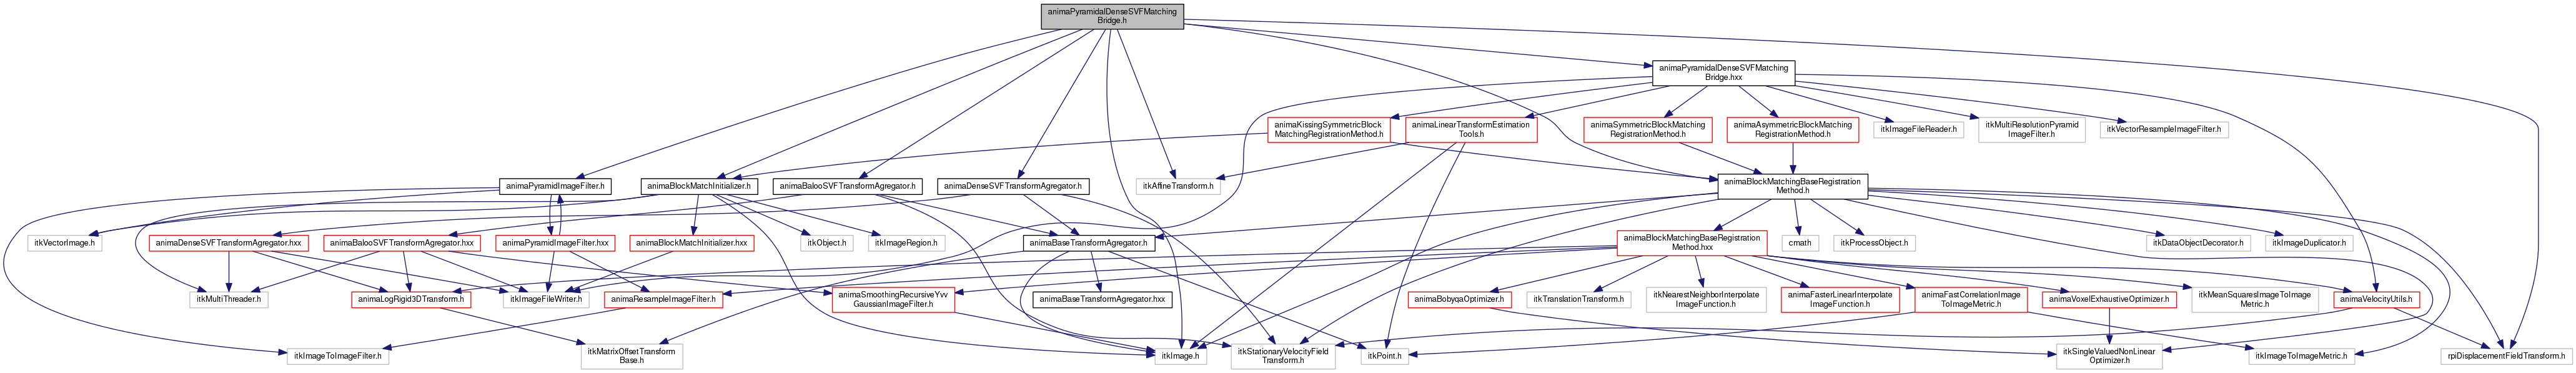 animaPyramidalDenseSVFMatching
Bridge.h
animaPyramidalDenseSVFMatching
Bridge.hxx
animaKissingSymmetricBlock
MatchingRegistrationMethod.h
animaLinearTransformEstimation
Tools.h
animaSymmetricBlockMatching
RegistrationMethod.h
animaAsymmetricBlockMatching
RegistrationMethod.h
itkImageFileReader.h
itkMultiResolutionPyramid
ImageFilter.h
itkVectorResampleImageFilter.h
animaPyramidImageFilter.h
animaBlockMatchInitializer.h
animaBalooSVFTransformAgregator.h
animaDenseSVFTransformAgregator.h
itkAffineTransform.h
animaBlockMatchingBaseRegistration
Method.h
itkVectorImage.h
animaDenseSVFTransformAgregator.hxx
animaBalooSVFTransformAgregator.hxx
animaPyramidImageFilter.hxx
animaBlockMatchInitializer.hxx
itkObject.h
itkImageRegion.h
animaBaseTransformAgregator.h
animaBlockMatchingBaseRegistration
Method.hxx
cmath
itkProcessObject.h
itkDataObjectDecorator.h
itkImageDuplicator.h
itkMultiThreader.h
animaLogRigid3DTransform.h
itkImageFileWriter.h
animaResampleImageFilter.h
animaSmoothingRecursiveYvv
GaussianImageFilter.h
animaBaseTransformAgregator.hxx
animaBobyqaOptimizer.h
itkTranslationTransform.h
itkNearestNeighborInterpolate
ImageFunction.h
animaFasterLinearInterpolate
ImageFunction.h
animaFastCorrelationImage
ToImageMetric.h
animaVoxelExhaustiveOptimizer.h
itkMeanSquaresImageToImage
Metric.h
animaVelocityUtils.h
itkImageToImageFilter.h
itkMatrixOffsetTransform
Base.h
itkImage.h
itkStationaryVelocityField
Transform.h
itkPoint.h
itkSingleValuedNonLinear
Optimizer.h
itkImageToImageMetric.h
rpiDisplacementFieldTransform.h